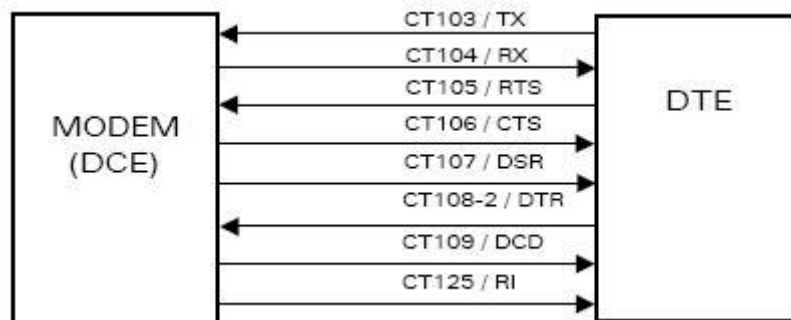 CT103 / TX
CT104 / RX
CT105 / RTS
CT106 / CTS
CT107 / DSR
CT108-2 / DTR
CT109 / DCD
CT125 / RI
MODEM
(DCE)
DTE